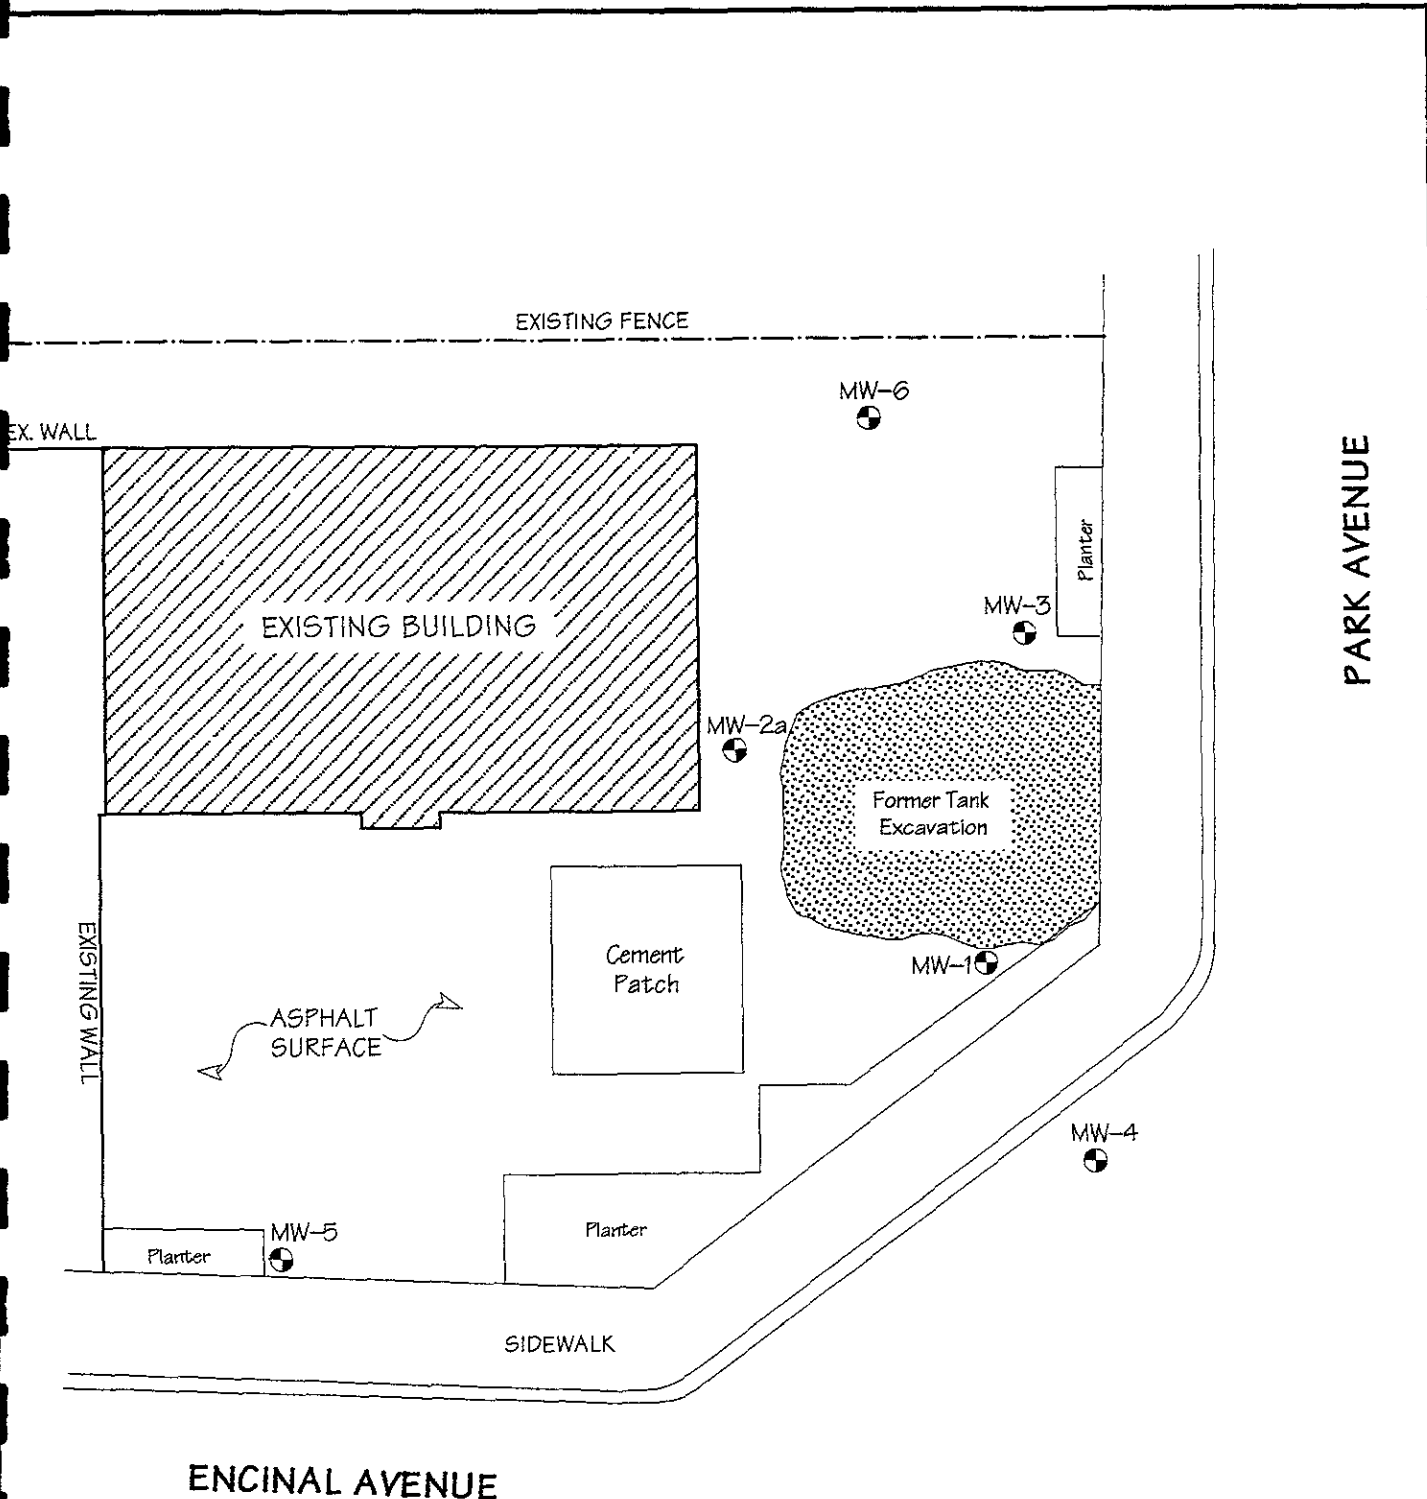 EXISTING FENCE
MW-6
EX. WALL
PARK AVENUE
Planter
MW-3
EXISTING BUILDING
MW-2a
Former Tank
Excavation
EXISTING WALL
Cement
Patch
MW-1
ASPHALT
SURFACE
MW-4
MW-5
Planter
Planter
SIDEWALK
ENCINAL AVENUE